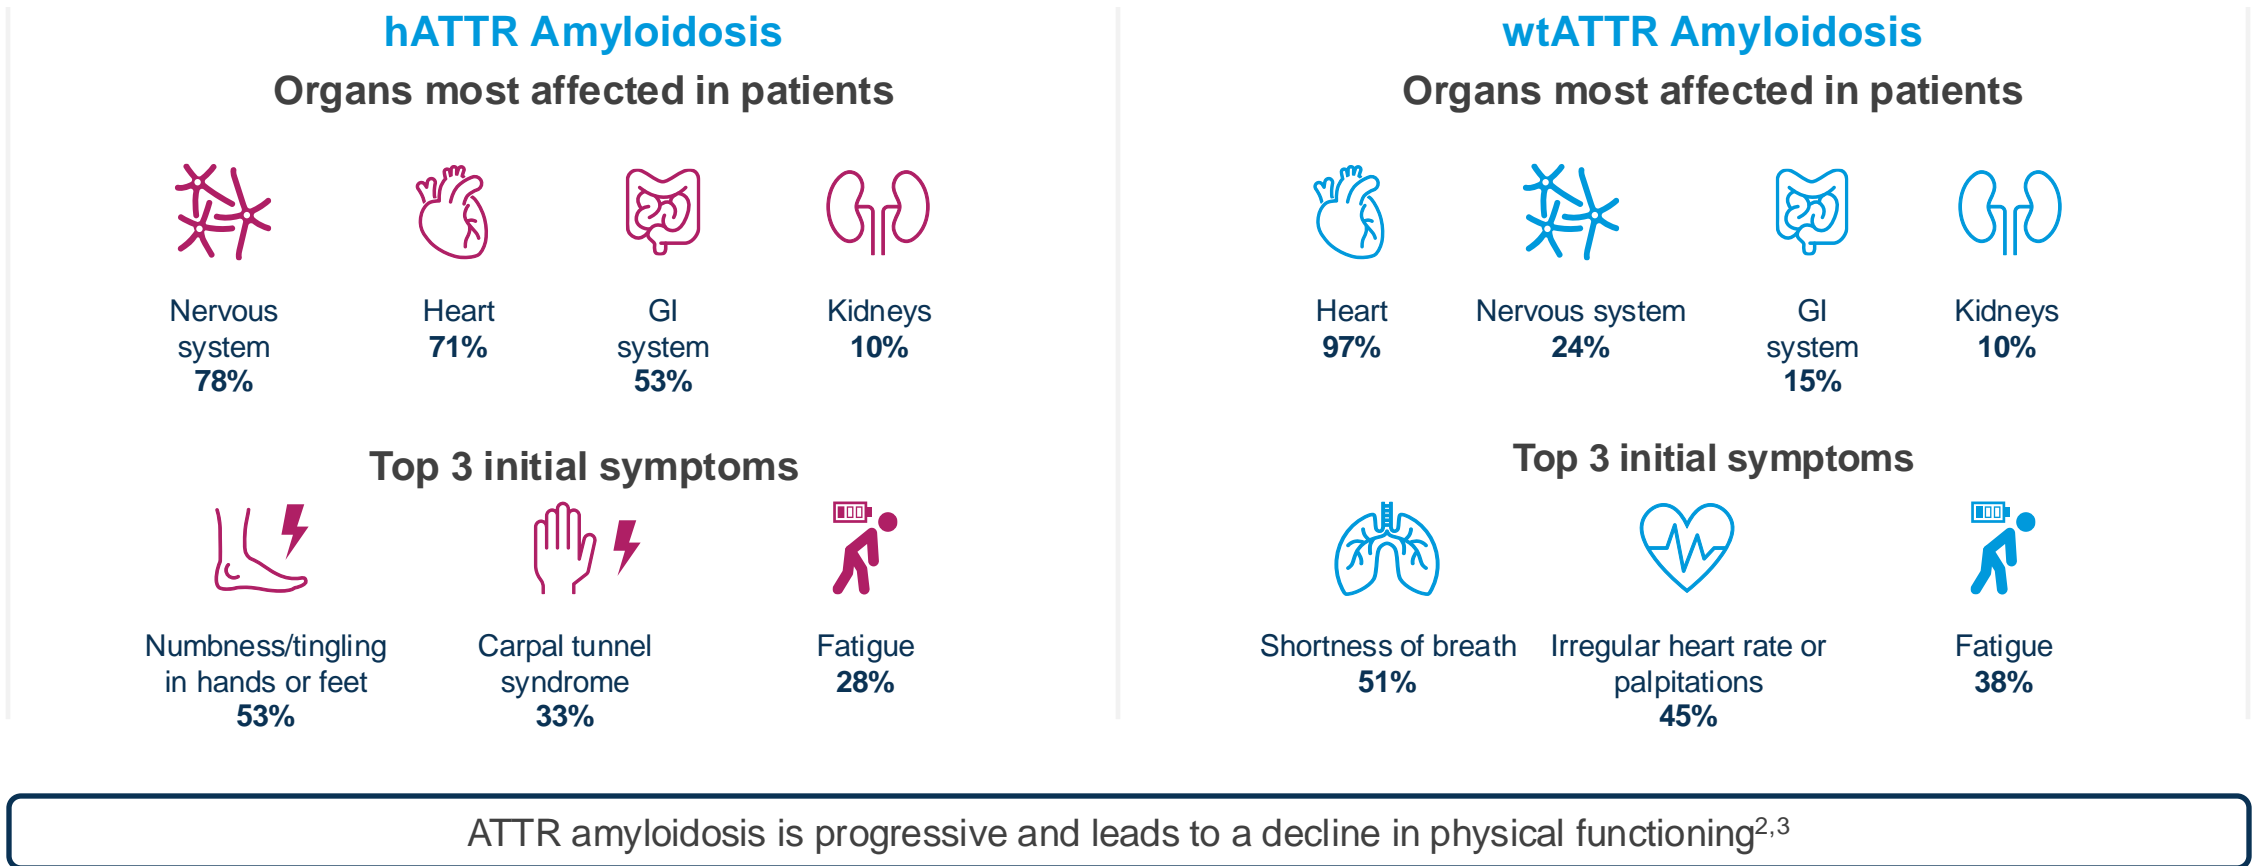 hATTR Amyloidosis
Organs most affected in patients
Nervous
system
78%
Heart
71%
GI
system
53%
Kidneys
10%
Top 3 initial symptoms
Numbness/tingling
in hands or feet
53%
Carpal tunnel
syndrome
33%
Fatigue
28%
wtATTR Amyloidosis
Organs most affected in patients
Heart
97%
Nervous system
24%
GI
system
15%
Kidneys
10%
Top 3 initial symptoms
Shortness of breath
51%
Irregular heart rate or
palpitations
45%
Fatigue
38%
ATTR amyloidosis is progressive and leads to a decline in physical functioning2,3